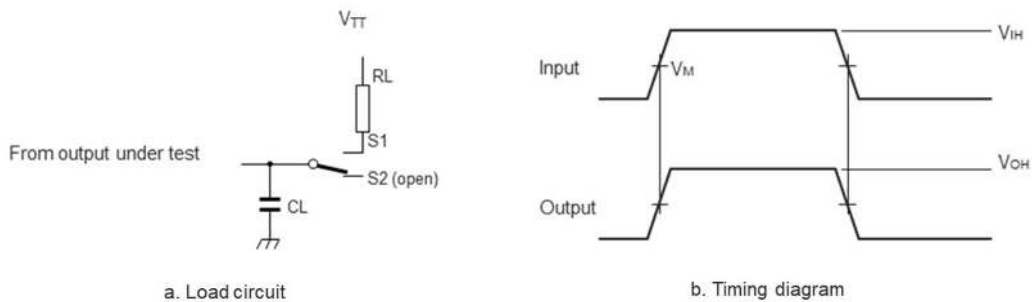 VTT
RL
S1
From output under test
S2 (open)
CL
a. Load circuit
VIH
Input
VM
VOH
Output
b. Timing diagram